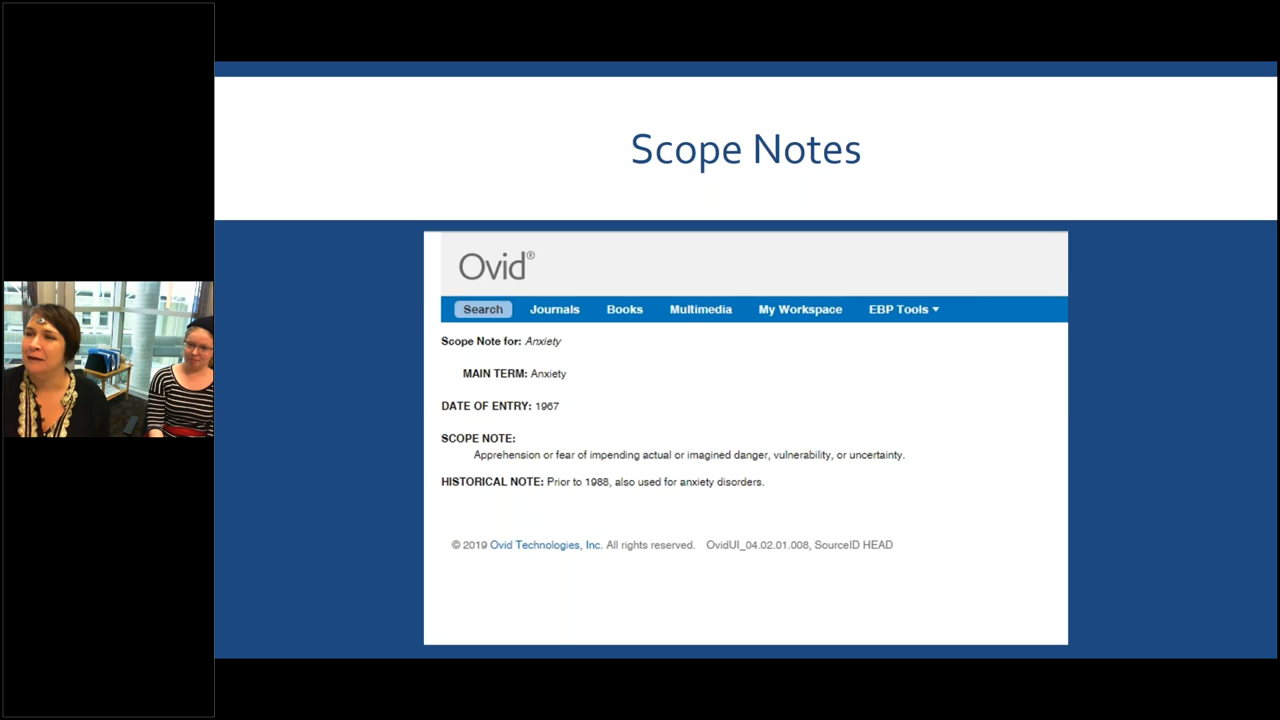 Scope Notes
Ovid®
Search Journals Books Multimedia My Workspace EBP Tools
Scope Note for: Anxiety
MAIN TERM: Anxiety
DATE OF ENTRY: 1967
SCOPE NOTE:
Apprehension or fear of impending actual or imagined danger, vulnerability, or uncertainty.
HISTORICAL NOTE: Prior to 1988, also used for anxiety disorders.
© 2019 Ovid Technologies, Inc. All rights reserved. OvidUI_04.02.01.008, SourceID HEAD